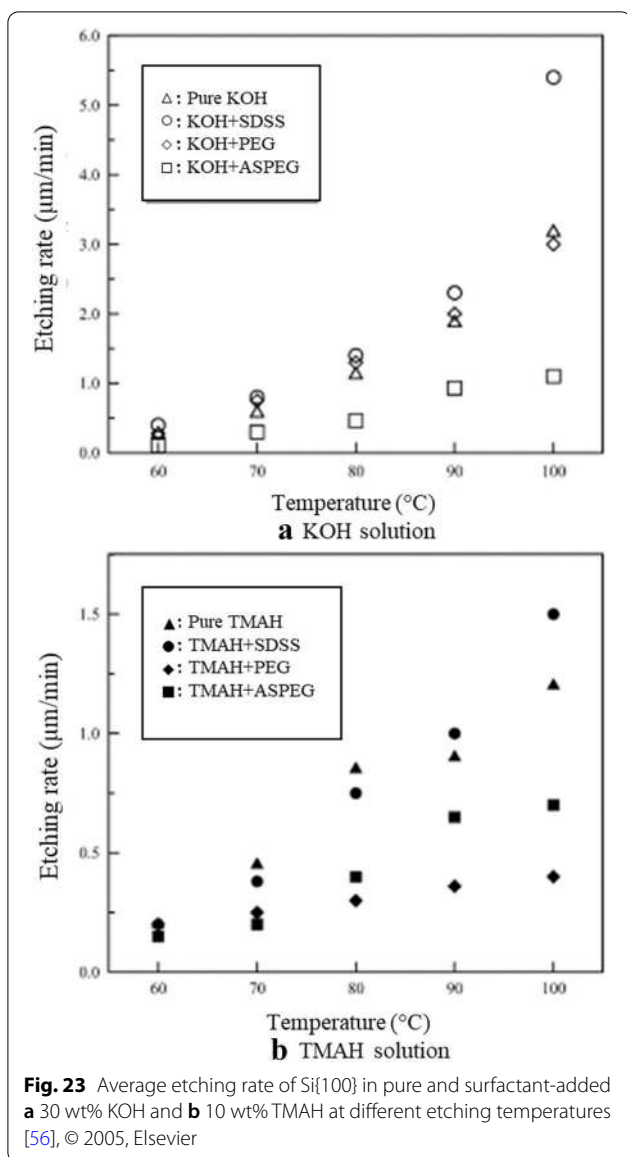 6.0
5.0
4.0
3.0
2.0
1.0
0.0
Etching rate (μm/min)
△: Pure KOH
○: KOH+SDSS
◇: KOH+PEG
□: KOH+ASPEG
60 70 80 90 100
Temperature (°C)
a KOH solution
1.5
1.0
0.5
0.0
Etching rate (μm/min)
▲: Pure TMAH
●: TMAH+SDSS
◆: TMAH+PEG
■: TMAH+ASPEG
60 70 80 90 100
Temperature (°C)
b TMAH solution
Fig. 23 Average etching rate of Si{100} in pure and surfactant-added
a 30 wt% KOH and b 10 wt% TMAH at different etching temperatures
[56], © 2005, Elsevier